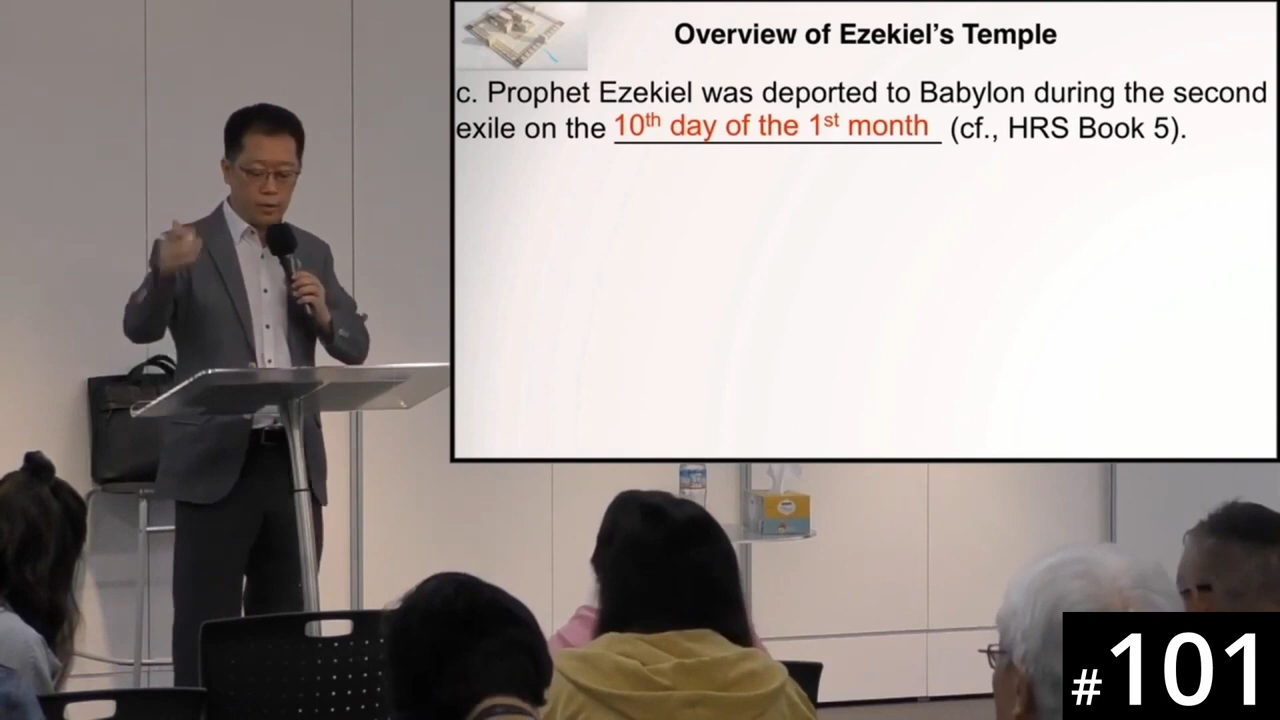 Overview of Ezekiel's Temple
c. Prophet Ezekiel was deported to Babylon during the second
exile on the 10th day of the 1st month (cf., HRS Book 5).
#101